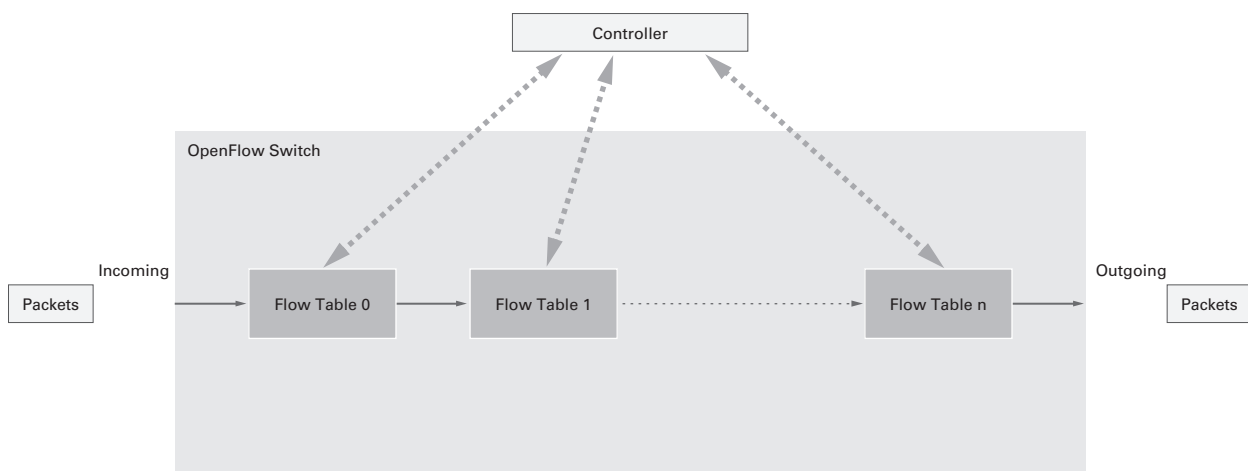 Controller
OpenFlow Switch
Incoming
Outgoing
Packets
Flow Table 0
Flow Table 1
Flow Table n
Packets